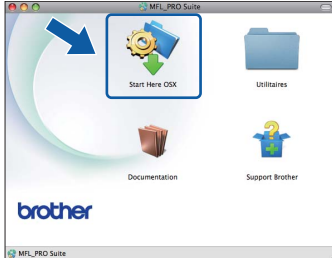 MFL_PRO Suite
Start Here OSX
Utilitaires
Documentation
Support Brother
brother
MFL_PRO Suite